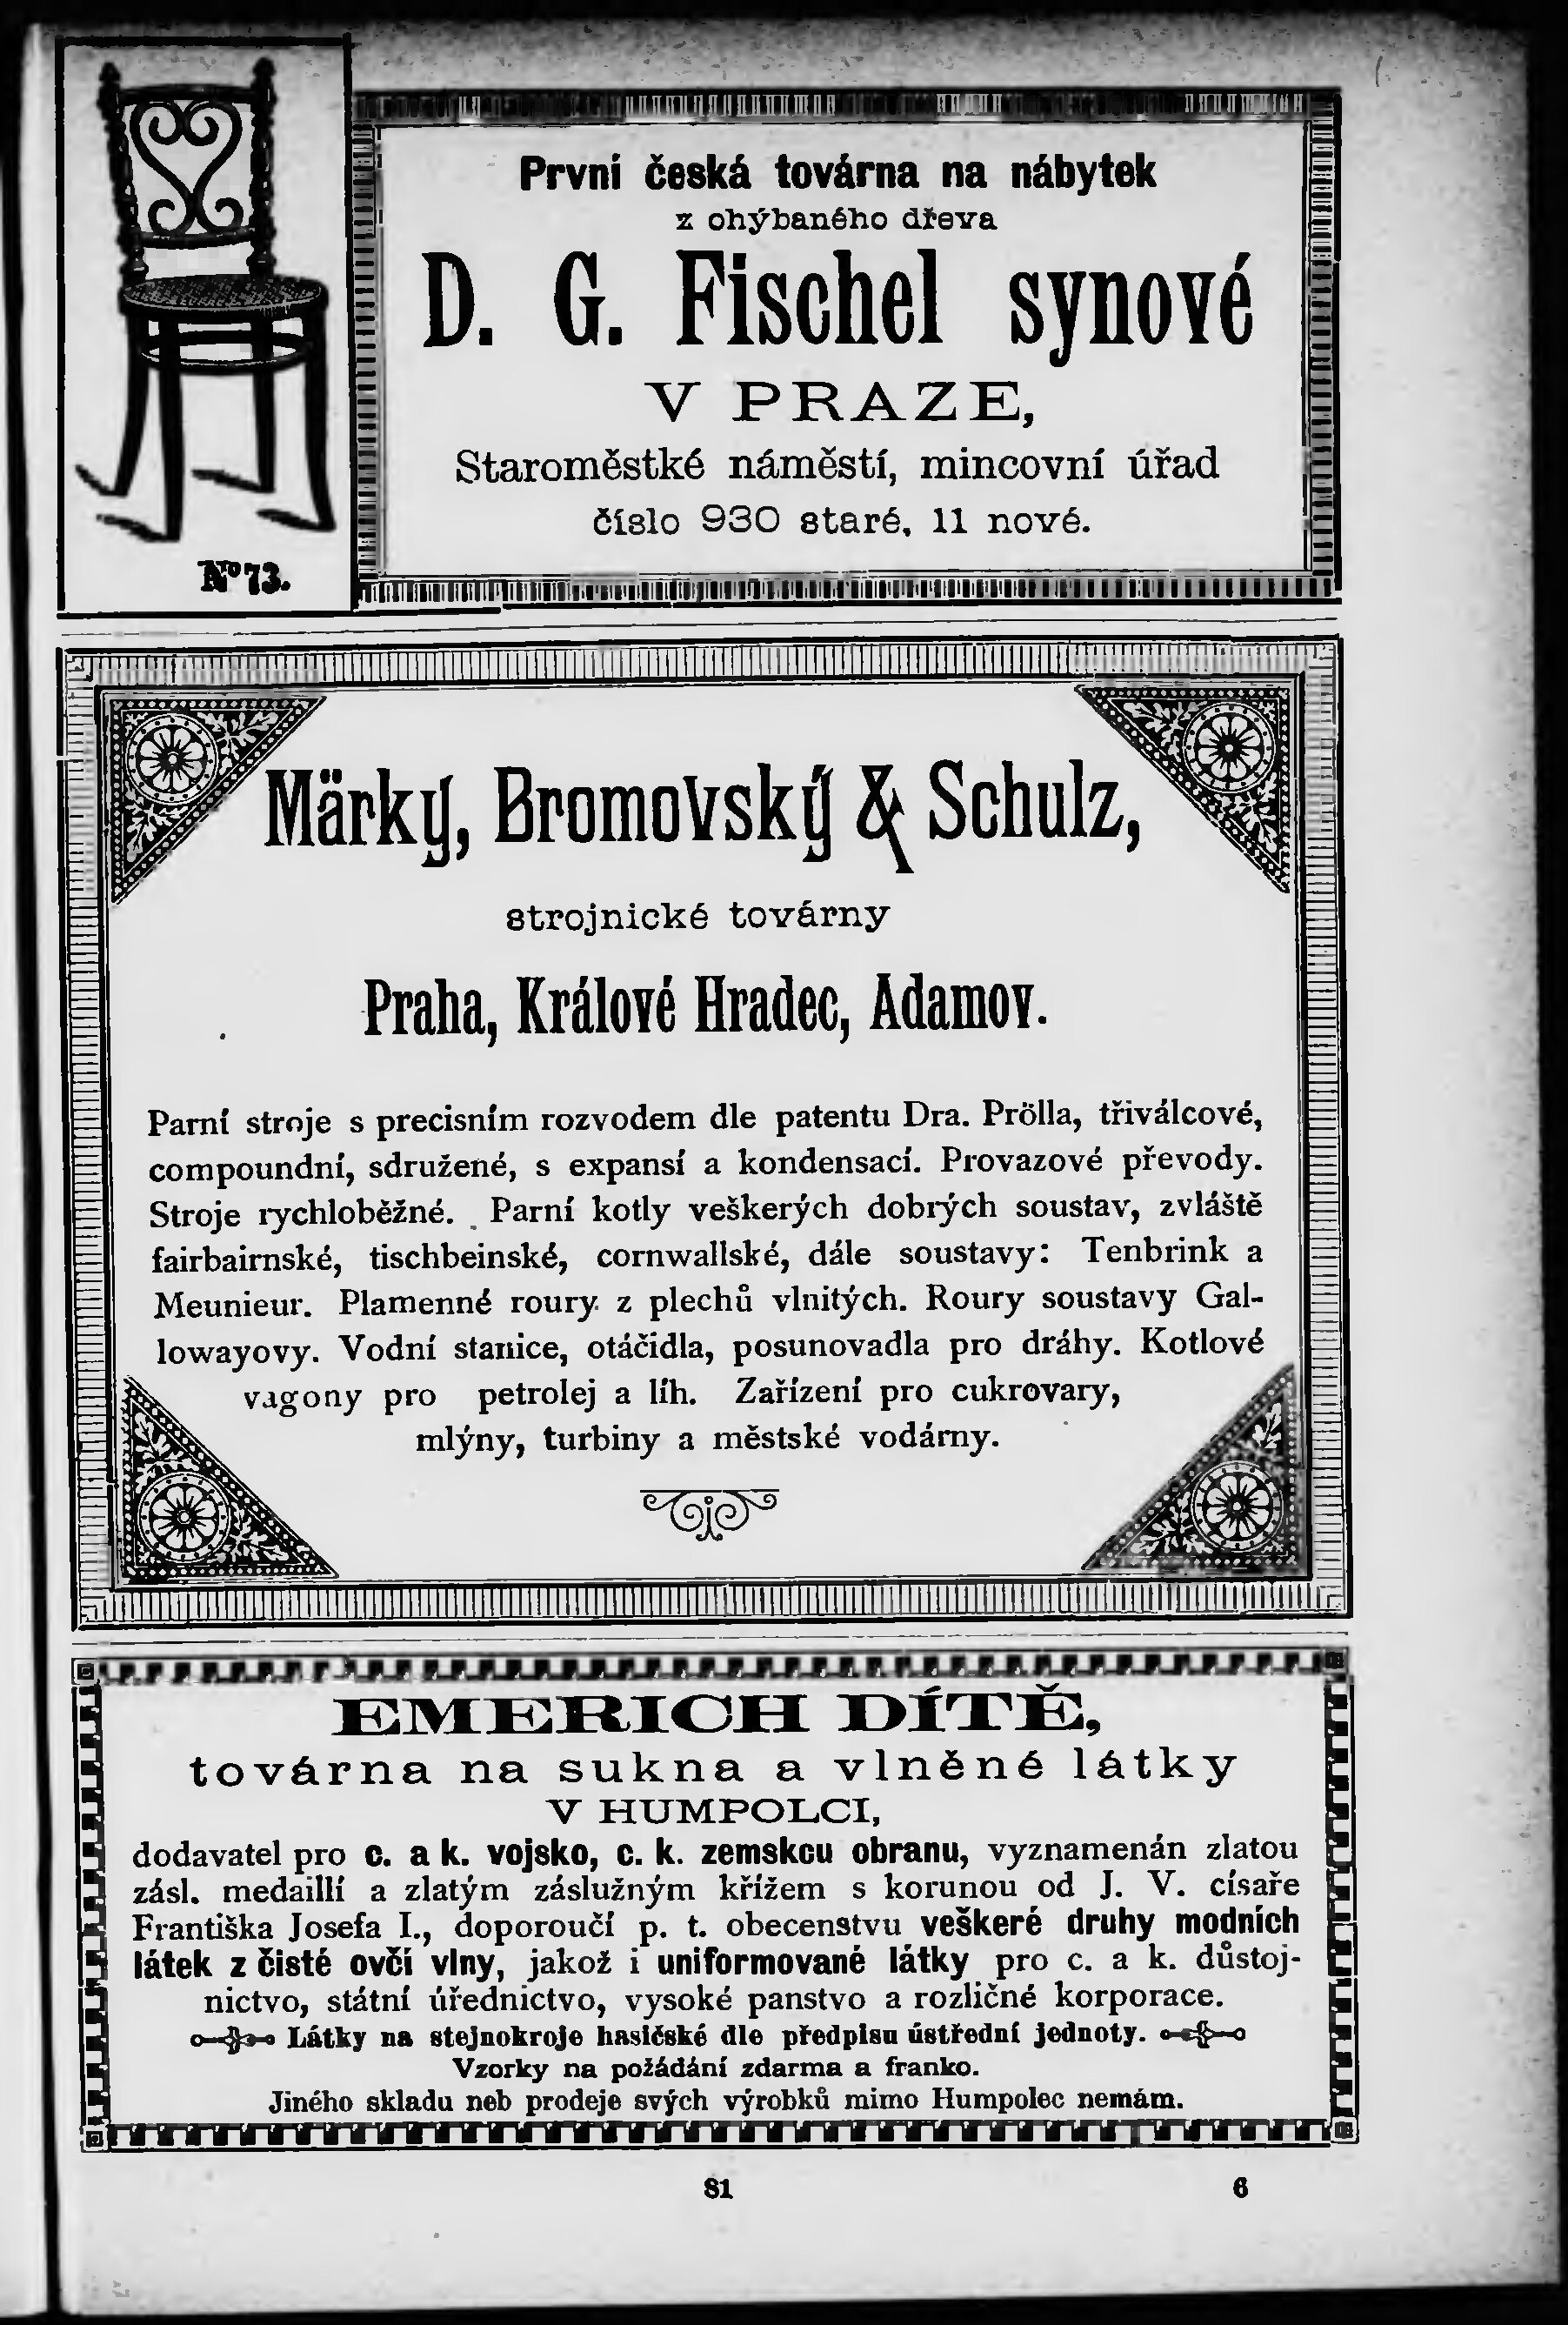 První česká továrna na nábytek
z ohýbaného dřeva
D. G. Fischel synové
V PRAZE,
Staroměstké náměstí, mincovní úřad
číslo 930 staré, 11 nové.
No 73.
Märky, Bromovský & Schulz,
strojnické továrny
Praha, Králové Hradec, Adamov.
Parní stroje s precisním rozvodem dle patentu Dra. Prölla, tříválcové,
compoundní, sdružené, s expansí a kondensací. Provazové převody.
Stroje rychloběžné. Parní kotly veškerých dobrých soustav, zvláště
fairbairnské, tischbeinské, cornwallské, dále soustavy: Tenbrink a
Meunieur. Plamenné roury z plechů vlnitých. Roury soustavy Gal-
lowayovy. Vodní stanice, otáčidla, posunovadla pro dráhy. Kotlové
vagony pro petrolej a líh. Zařízení pro cukrovary,
mlýny, turbiny a městské vodárny.
EMERICH DÍTĚ,
továrna na sukna a vlněné látky
V HUMPOLCI,
dodavatel pro c. a k. vojsko, c. k. zemskou obranu, vyznamenán zlatou
zásl. medaillí a zlatým záslužným křížem s korunou od J. V. císaře
Františka Josefa I., doporoučí p. t. obecenstvu veškeré druhy modních
látek z čisté ovčí vlny, jakož i uniformované látky pro c. a k. důstoj-
nictvo, státní úřednictvo, vysoké panstvo a rozličné korporace.
Látky na stejnokroje hasičské dle předpisu ústřední jednoty.
Vzorky na požádání zdarma a franko.
Jiného skladu neb prodeje svých výrobků mimo Humpolec nemám.
81 6